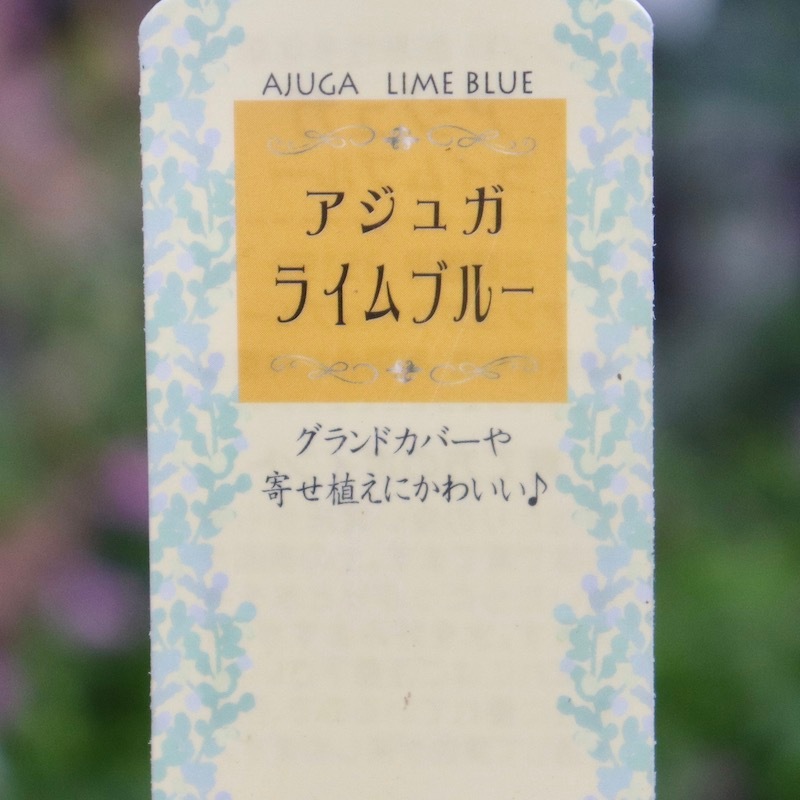 AJUGA LIME BLUE
アジュガ
ライムブルー
グランドカバーや
寄せ植えにかわいい♪